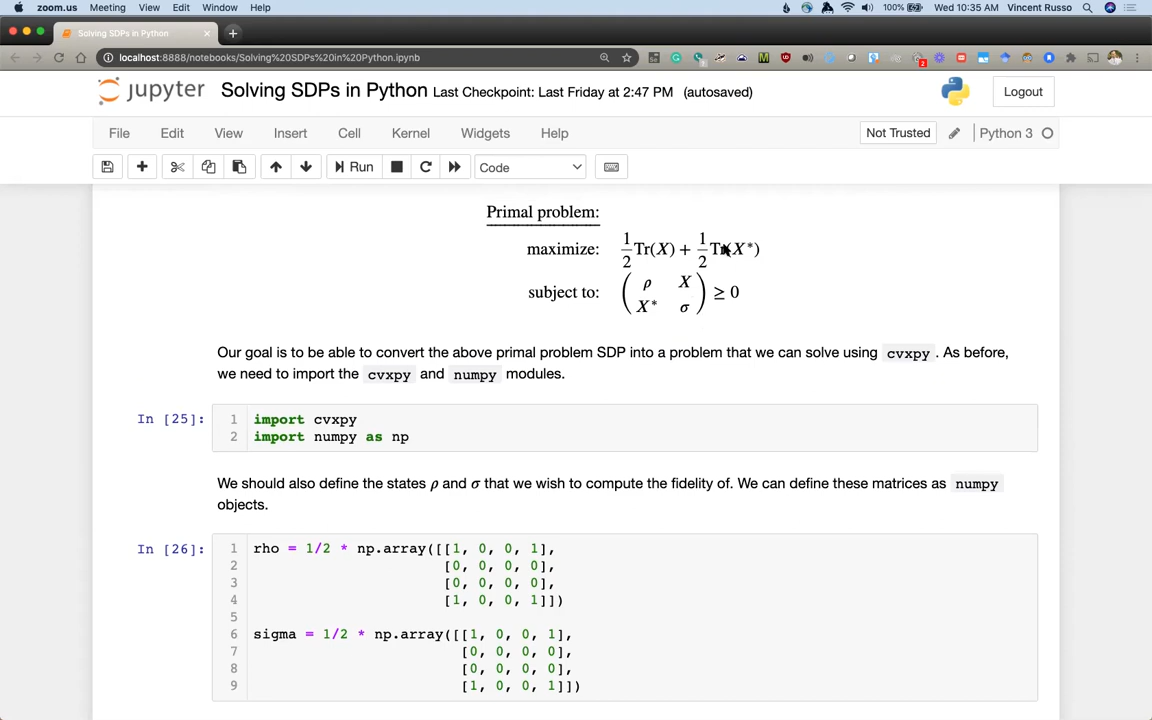 zoom.us Meeting View Edit Window Help 100% Wed 10:35 AM Vincent Russo
Solving SDPs in Python
localhost:8888/notebooks/Solving%20SDPs%20in%20Python.ipynb
jupyter Solving SDPs in Python Last Checkpoint: Last Friday at 2:47 PM (autosaved) Logout
File Edit View Insert Cell Kernel Widgets Help Not Trusted Python 3
Run Code
Primal problem:
maximize: 1/2 Tr(X) + 1/2 Tr(X*)
subject to: ( ρ X
X* σ ) ≥ 0
Our goal is to be able to convert the above primal problem SDP into a problem that we can solve using cvxpy . As before,
we need to import the cvxpy and numpy modules.
In [25]: 1 import cvxpy
2 import numpy as np
We should also define the states ρ and σ that we wish to compute the fidelity of. We can define these matrices as numpy
objects.
In [26]: 1 rho = 1/2 * np.array([[1, 0, 0, 1],
2 [0, 0, 0, 0],
3 [0, 0, 0, 0],
4 [1, 0, 0, 1]])
5
6 sigma = 1/2 * np.array([[1, 0, 0, 1],
7 [0, 0, 0, 0],
8 [0, 0, 0, 0],
9 [1, 0, 0, 1]])